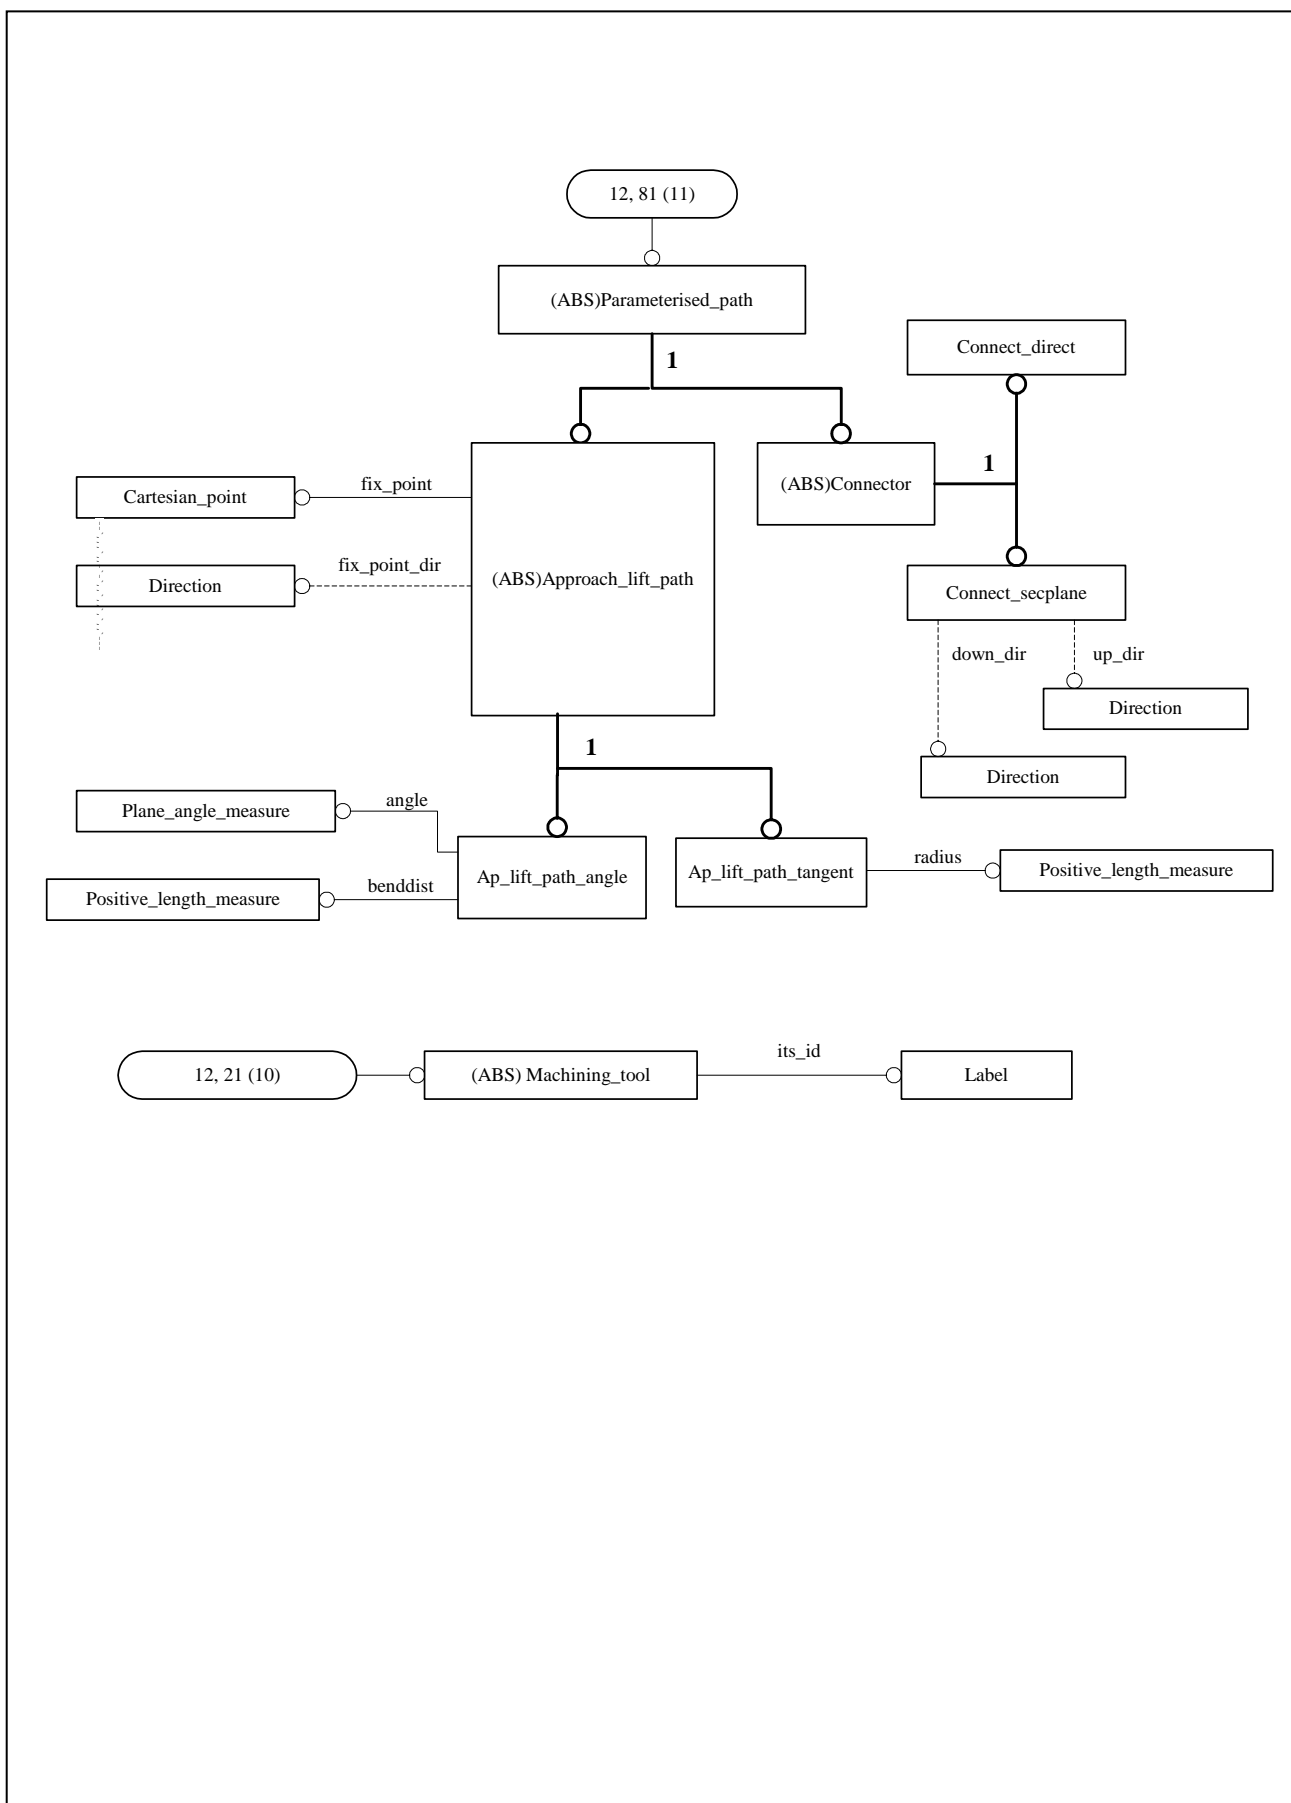 12, 81 (11)
(ABS)Parameterised_path
1
Connect_direct
(ABS)Connector
1
Cartesian_point
fix_point
Direction
fix_point_dir
(ABS)Approach_lift_path
Connect_secplane
down_dir
up_dir
Direction
Direction
1
Plane_angle_measure
angle
Positive_length_measure
benddist
Ap_lift_path_angle
Ap_lift_path_tangent
radius
Positive_length_measure
12, 21 (10)
(ABS) Machining_tool
its_id
Label